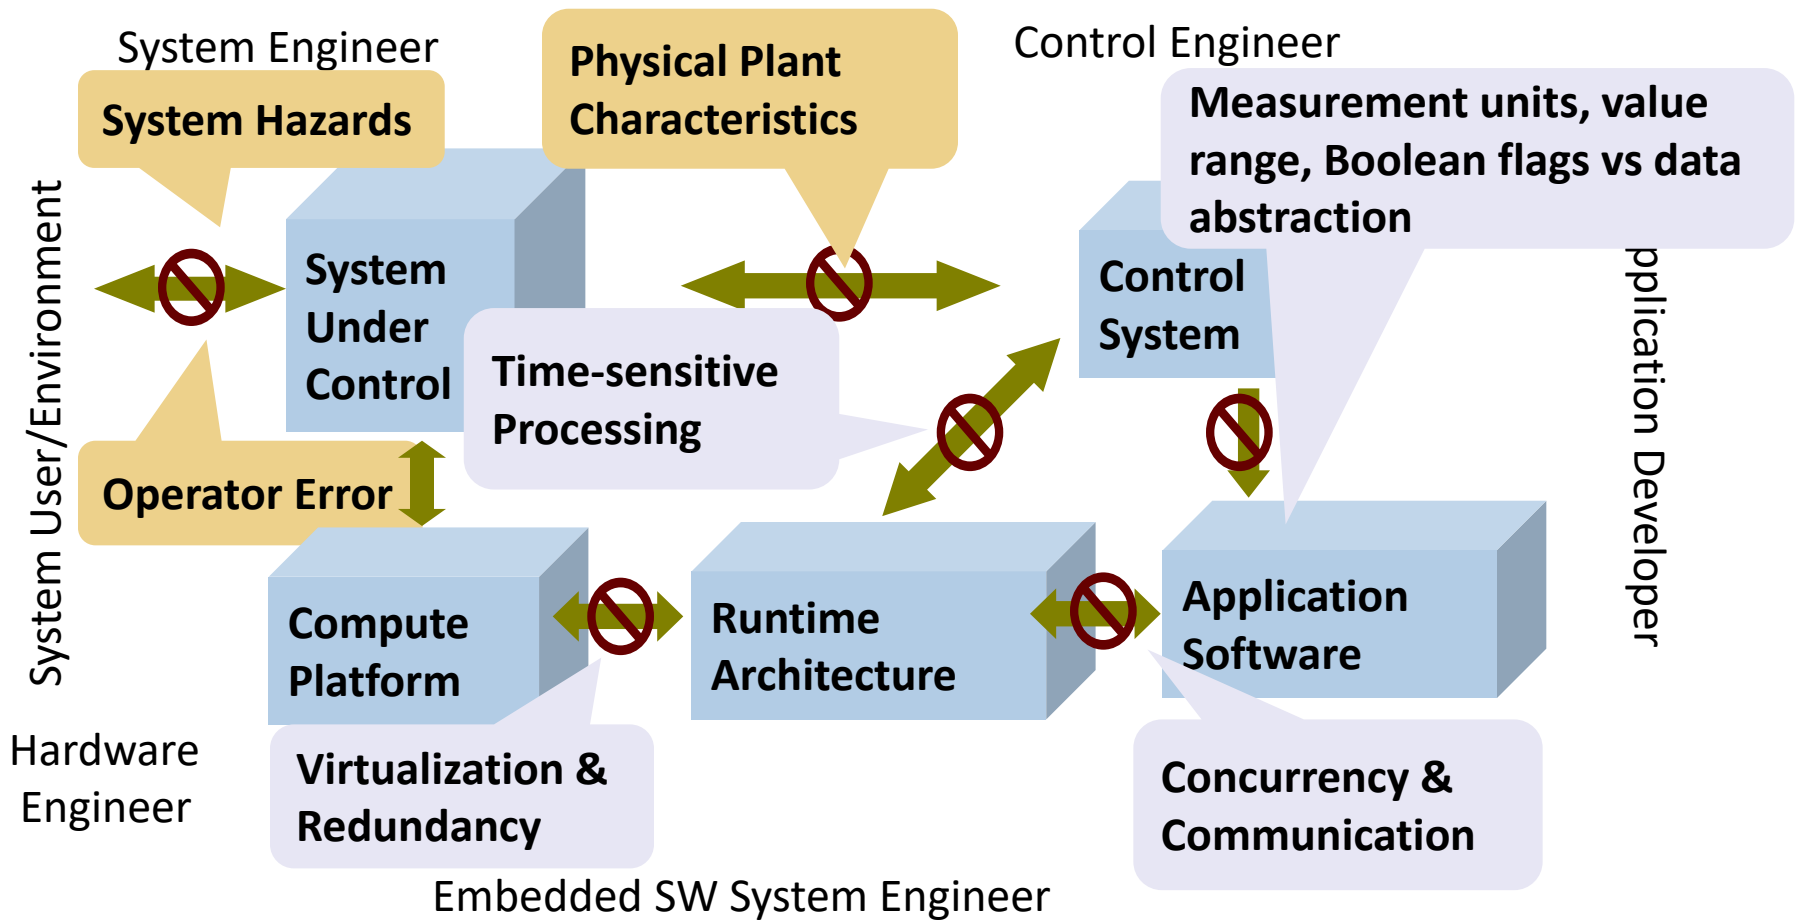 System Engineer
System Hazards
Physical Plant
Characteristics
Control Engineer
Measurement units, value
range, Boolean flags vs data
abstraction
System User/Environment
System
Under
Control
Control
System
pplication Developer
Time-sensitive
Processing
Operator Error
Compute
Platform
Runtime
Architecture
Application
Software
Hardware
Engineer
Virtualization &
Redundancy
Concurrency &
Communication
Embedded SW System Engineer